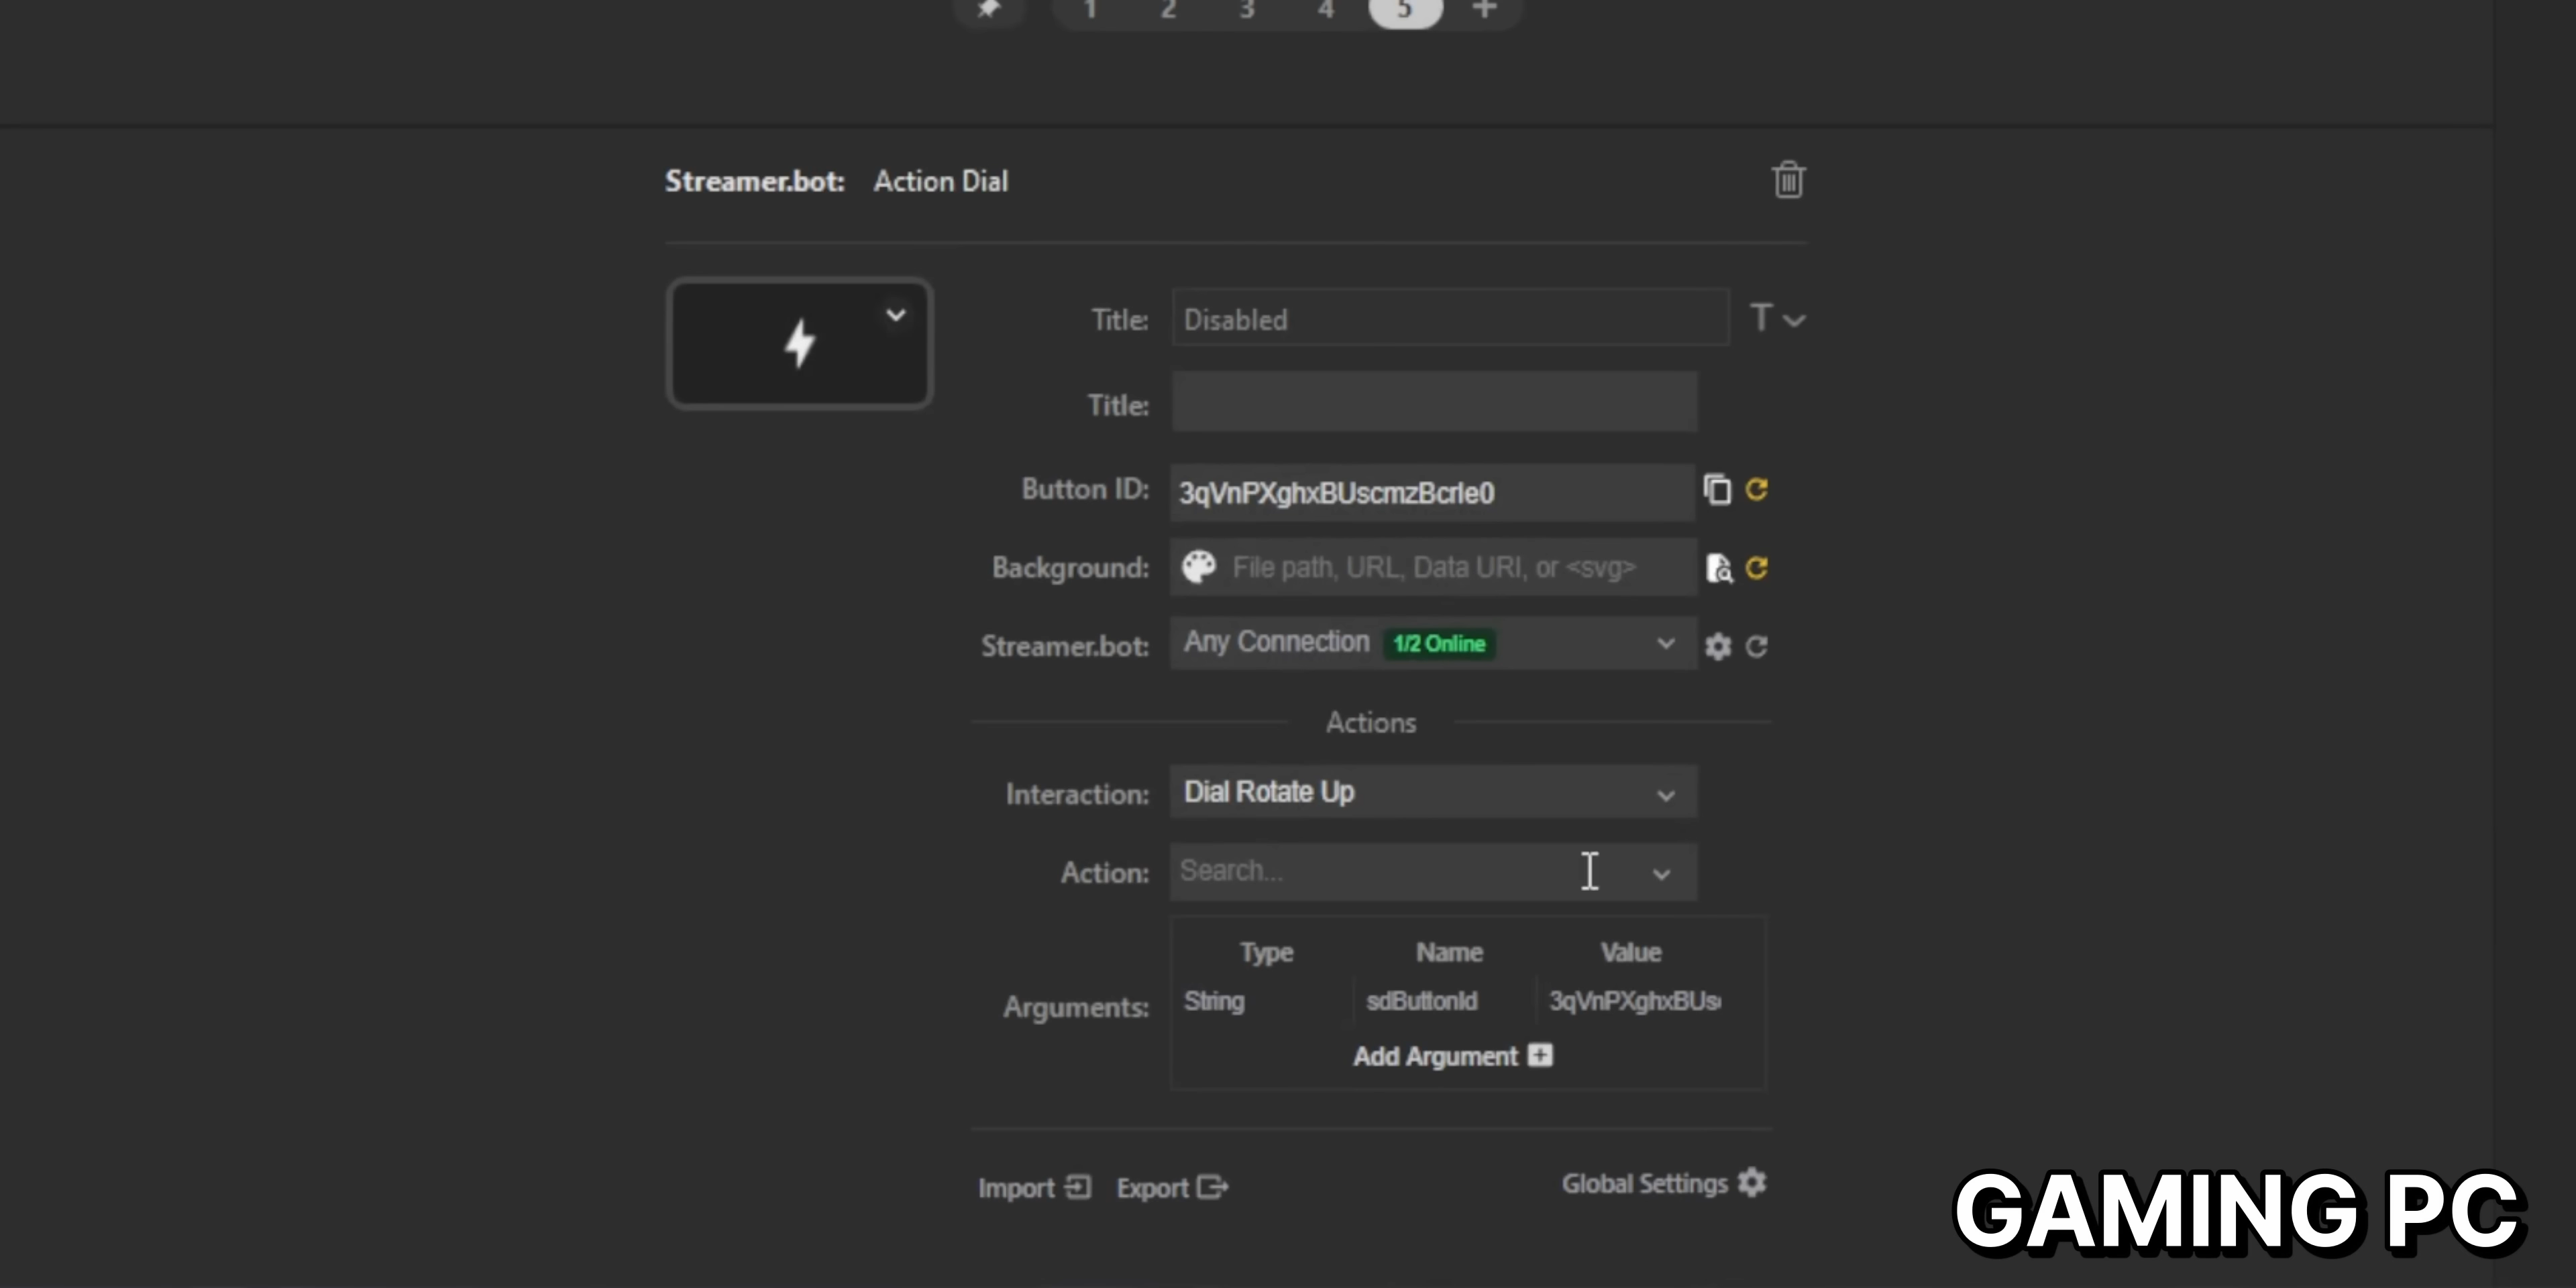 1 2 3 4 5 +
Streamer.bot: Action Dial
Title: Disabled T
Title:
Button ID: 3qVnPXghxBUscmzBcrle0
Background: File path, URL, Data URI, or <svg>
Streamer.bot: Any Connection 1/2 Online
Actions
Interaction: Dial Rotate Up
Action: Search...
Type Name Value
Arguments: String sdButtonId 3qVnPXghxBUs
Add Argument +
Import Export Global Settings
GAMING PC